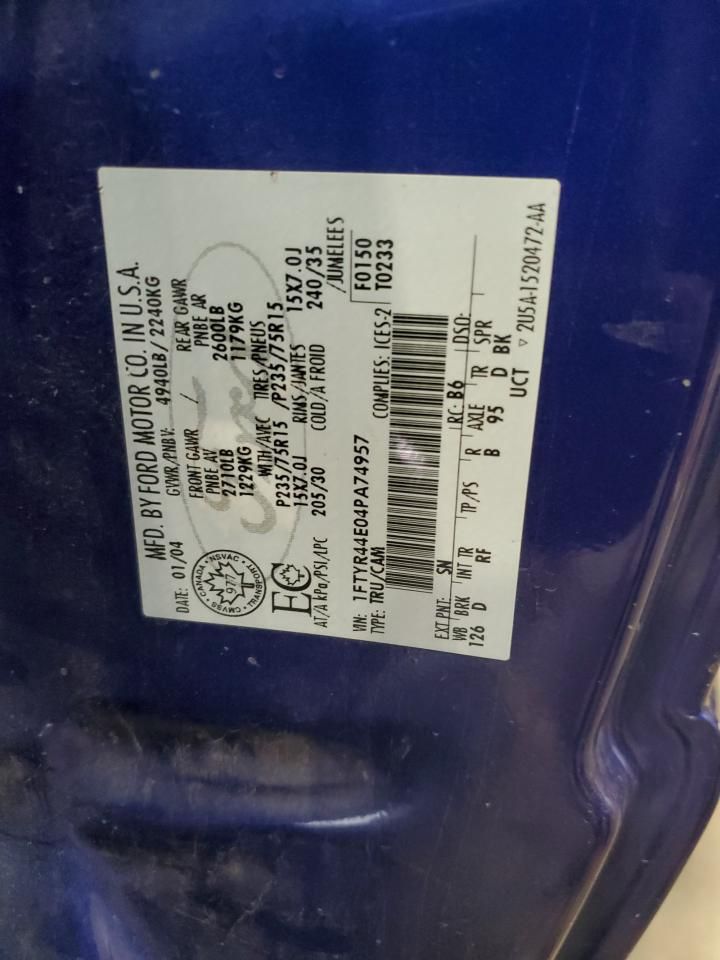 MFD. BY FORD MOTOR CO. IN U.S.A.
DATE: 01/04 GVWR/PNBV: 4940LB/ 2240KG
FRONT GAWR / REAR GAWR
PNBE AV PNBE AR
2710LB 2600LB
1229KG 1179KG
WITH/AVEC TIRES/PNEUS
P235/75R15 /P235/75R15
15X7.0J RIMS/JANTES 15X7.0J
AT/A kPa/PSI/LPC 205/30 COLD/A FROID 240/35
/JUMELEES
CANADA • NSVAC • TRANSPORT • CMVSS
977
EC
VIN: 1FTYR44E04PA74957 COMPLIES: ICES-2
TYPE: TRU/CAM
F0150
T0233
EXT PNT: SN RC: B6 DSO:
WB BRK INT TR TP/PS R AXLE TR SPR
126 D RF B 95 D BK
UCT
▽ 2U5A-1520472-AA